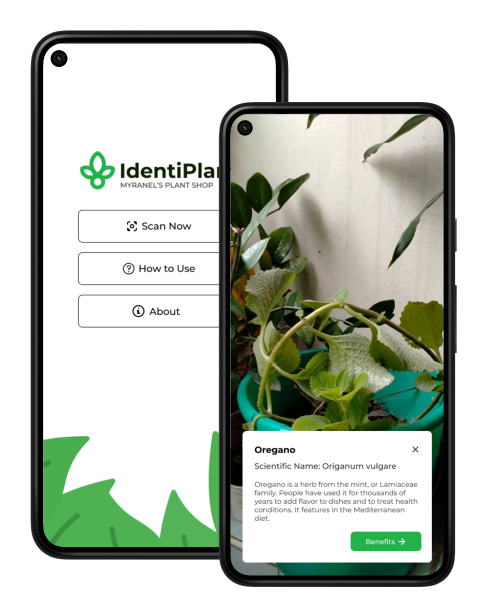 IdentiPla
MYRANEL'S PLANT SHOP
Scan Now
How to Use
About
Oregano
Scientific Name: Origanum vulgare
Oregano is a herb from the mint, or Lamiaceae
family. People have used it for thousands of
years to add flavor to dishes and to treat health
conditions. It features in the Mediterranean
diet.
Benefits →